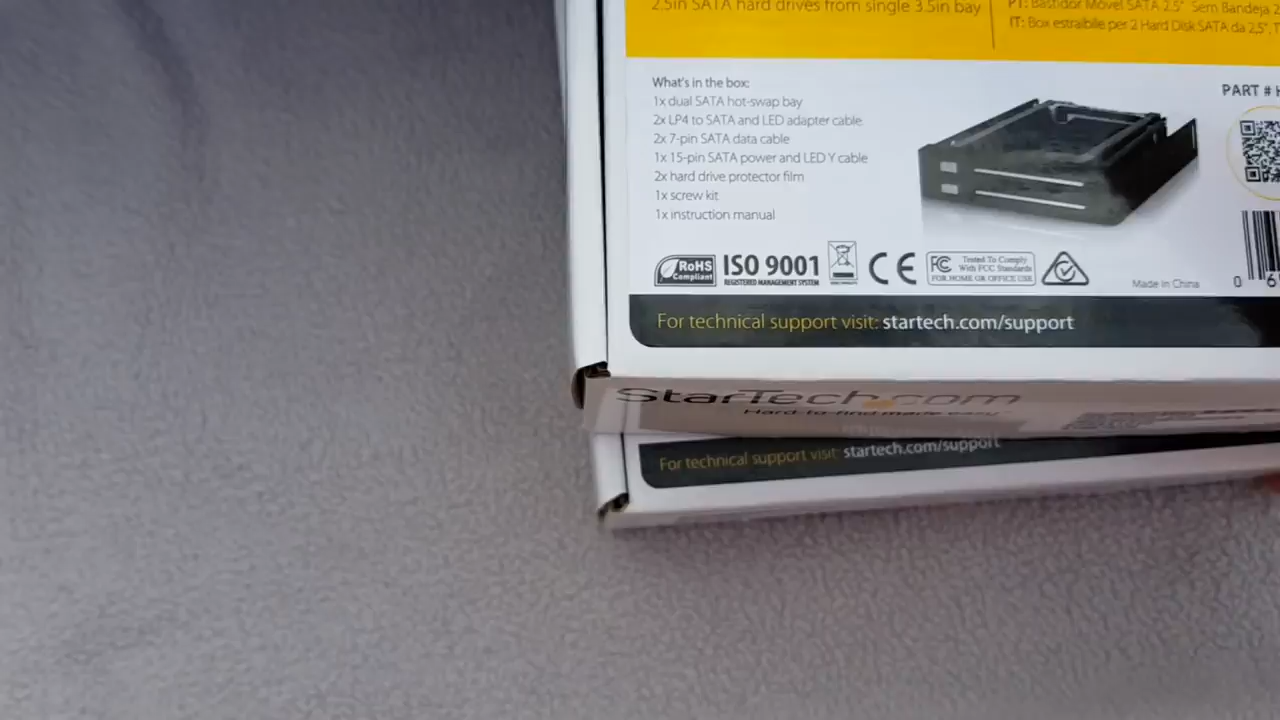 2.5in SATA hard drives from single 3.5in bay
PT: Bastidor Móvel SATA 2.5" Sem Bandeja 2
IT: Box estraibile per 2 Hard Disk SATA da 2,5", T
What's in the box:
1x dual SATA hot-swap bay
2x LP4 to SATA and LED adapter cable
2x 7-pin SATA data cable
1x 15-pin SATA power and LED Y cable
2x hard drive protector film
1x screw kit
1x instruction manual
PART # H
RoHS
Compliant
ISO 9001
REGISTERED MANAGEMENT SYSTEM
CE
FC
Tested To Comply
With FCC Standards
FOR HOME OR OFFICE USE
Made In China
0 6
For technical support visit: startech.com/support
StarTech.com
Hard-to-find made easy
For technical support visit: startech.com/support